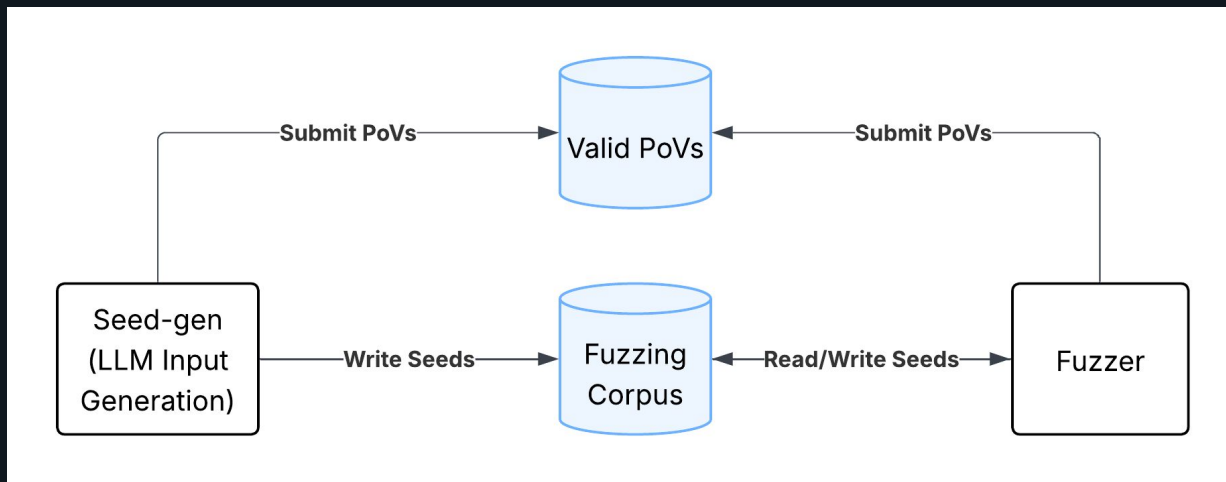 Submit PoVs
Submit PoVs
Valid PoVs
Seed-gen
(LLM Input
Generation)
Write Seeds
Fuzzing
Corpus
Read/Write Seeds
Fuzzer